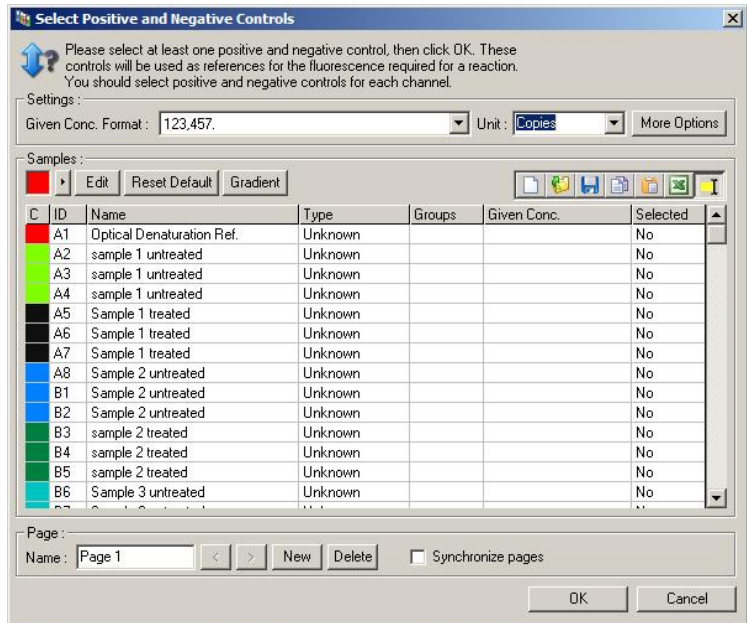 Select Positive and Negative Controls
Please select at least one positive and negative control, then click OK. These
controls will be used as references for the fluorescence required for a reaction.
You should select positive and negative controls for each channel.
Settings :
Given Conc. Format : 123,457. Unit : Copies More Options
Samples :
Edit Reset Default Gradient
C ID Name Type Groups Given Conc. Selected
A1 Optical Denaturation Ref. Unknown No
A2 sample 1 untreated Unknown No
A3 sample 1 untreated Unknown No
A4 sample 1 untreated Unknown No
A5 Sample 1 treated Unknown No
A6 Sample 1 treated Unknown No
A7 Sample 1 treated Unknown No
A8 Sample 2 untreated Unknown No
B1 Sample 2 untreated Unknown No
B2 Sample 2 untreated Unknown No
B3 sample 2 treated Unknown No
B4 sample 2 treated Unknown No
B5 sample 2 treated Unknown No
B6 Sample 3 untreated Unknown No
Page :
Name : Page 1 < > New Delete Synchronize pages
OK Cancel